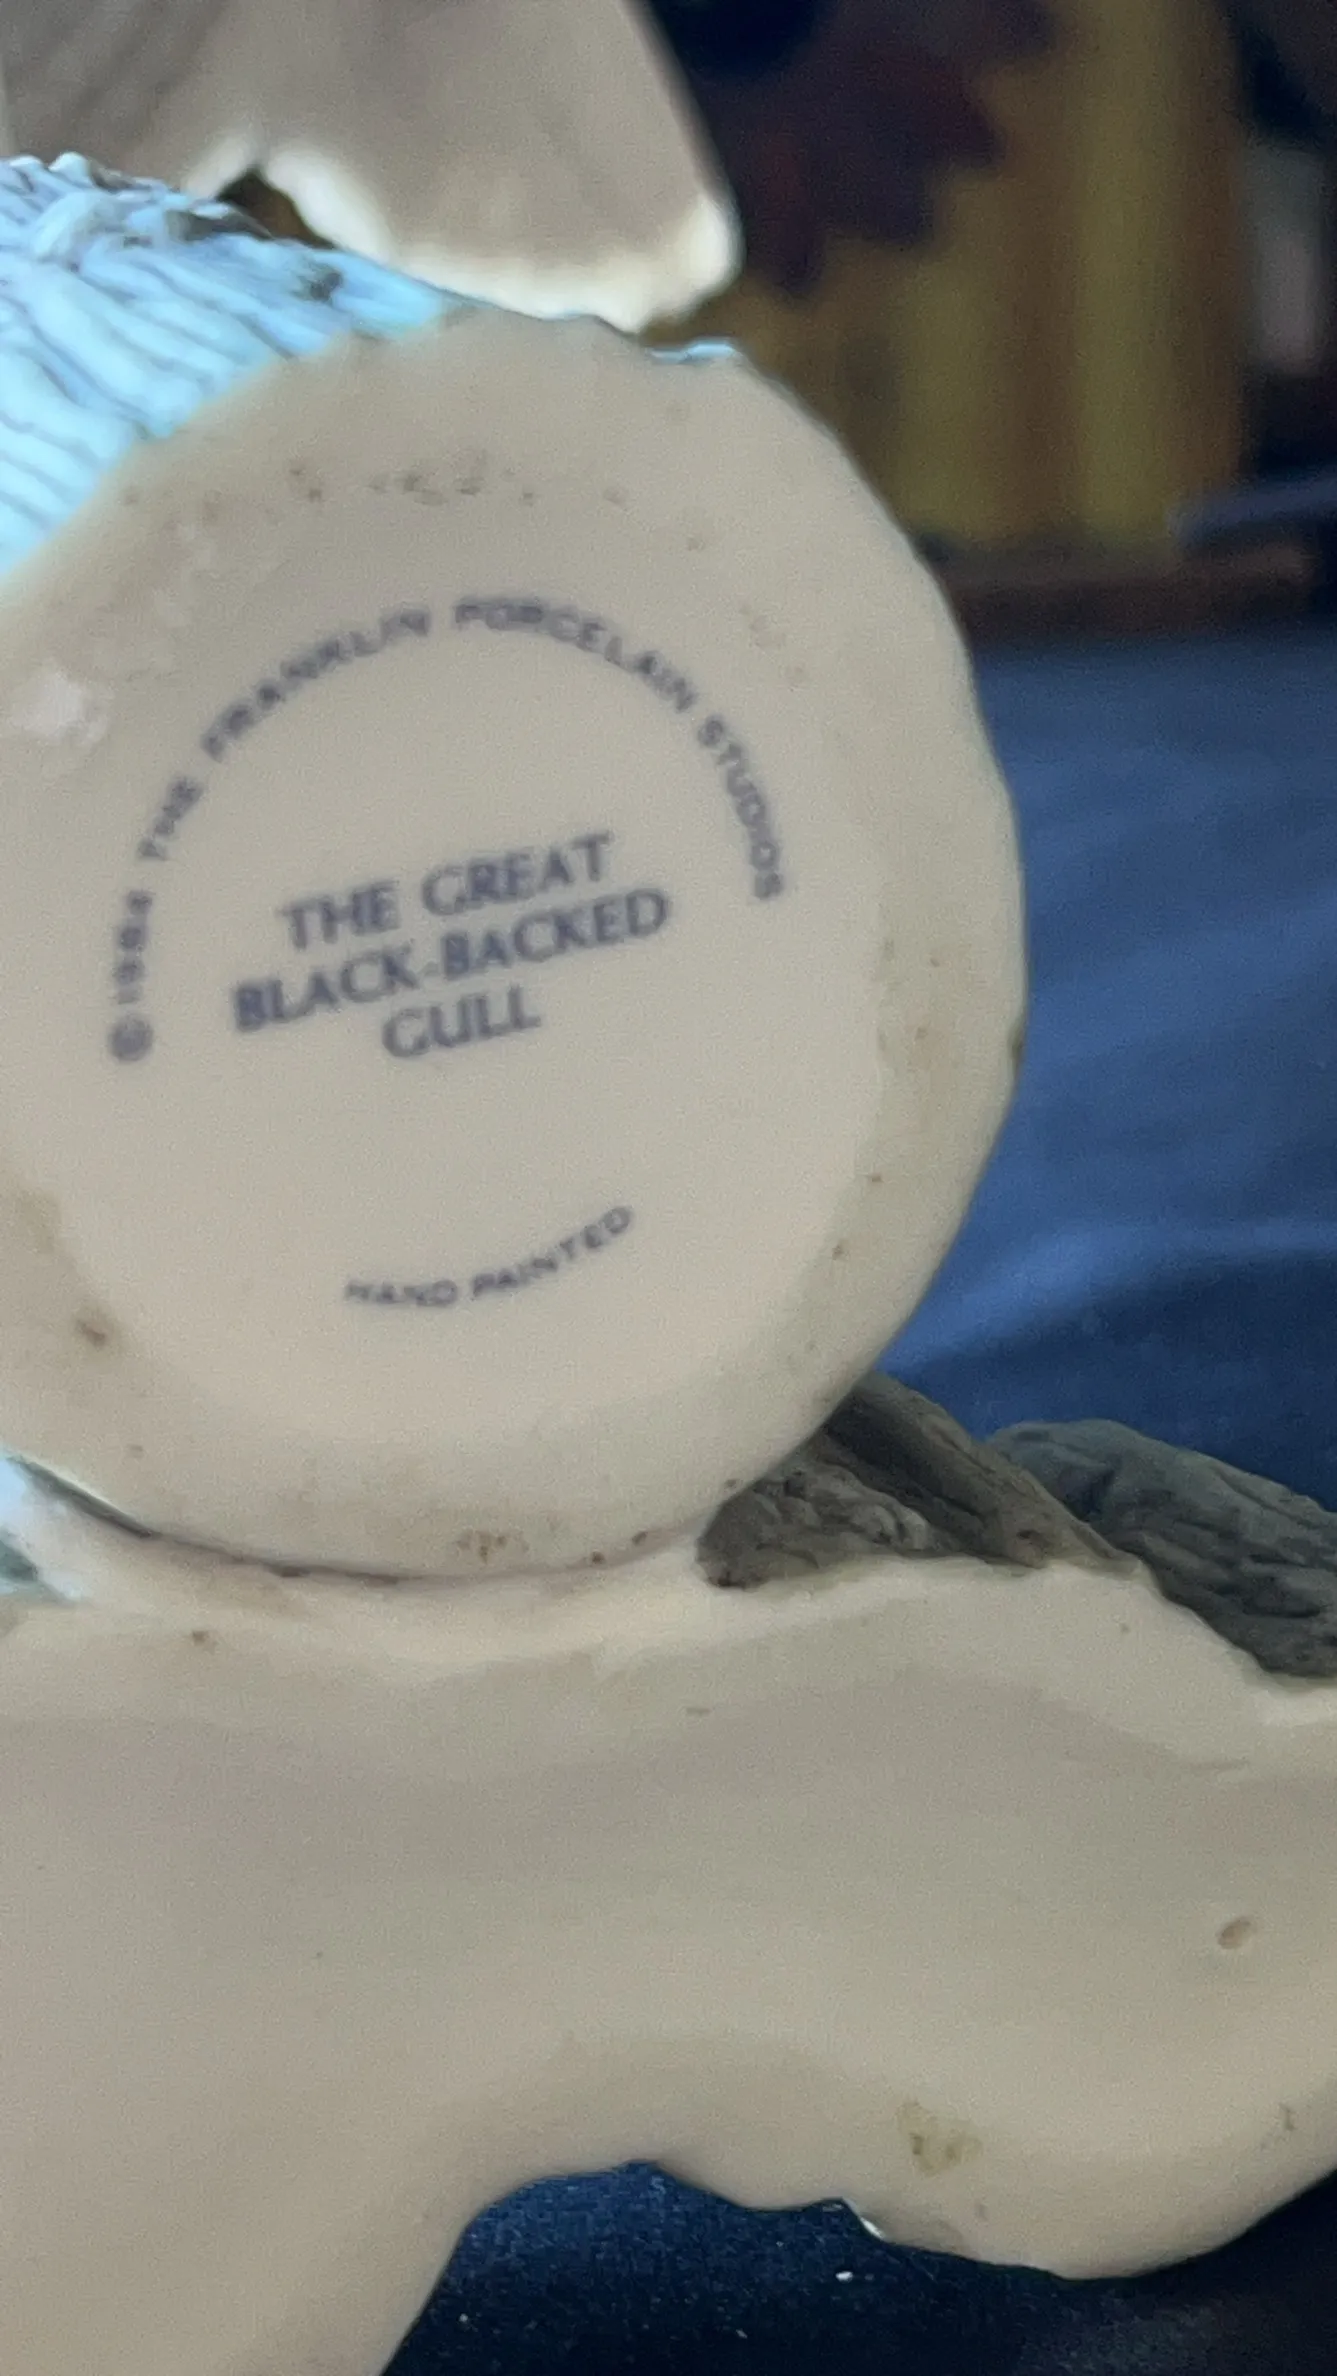 © 1984 THE FRANKLIN PORCELAIN STUDIOS
THE GREAT
BLACK-BACKED
GULL
HAND PAINTED